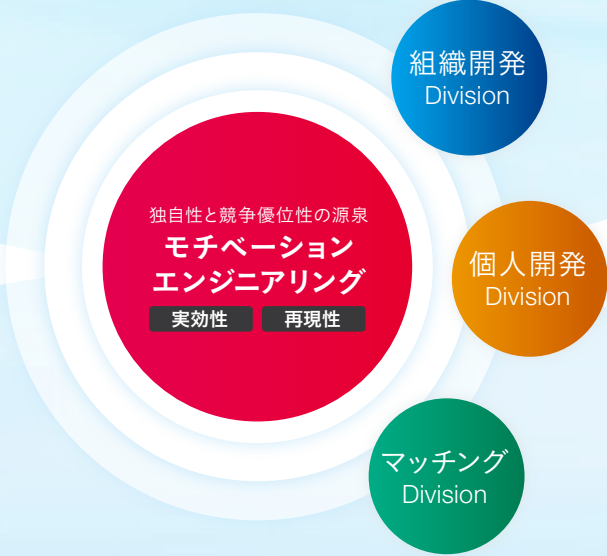 組織開発
Division
独自性と競争優位性の源泉
モチベーション
エンジニアリング
実効性 再現性
個人開発
Division
マッチング
Division